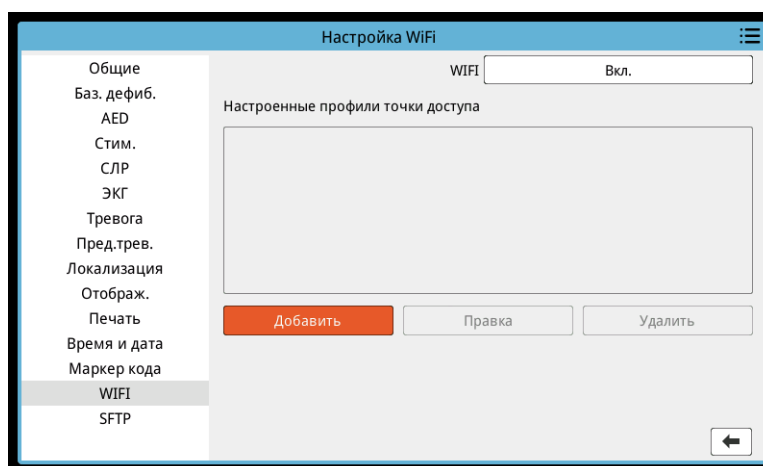 Настройка WiFi
Общие
Баз. дефиб.
AED
Стим.
СЛР
ЭКГ
Тревога
Пред.трев.
Локализация
Отображ.
Печать
Время и дата
Маркер кода
WIFI
SFTP
WIFI Вкл.
Настроенные профили точки доступа
Добавить Правка Удалить